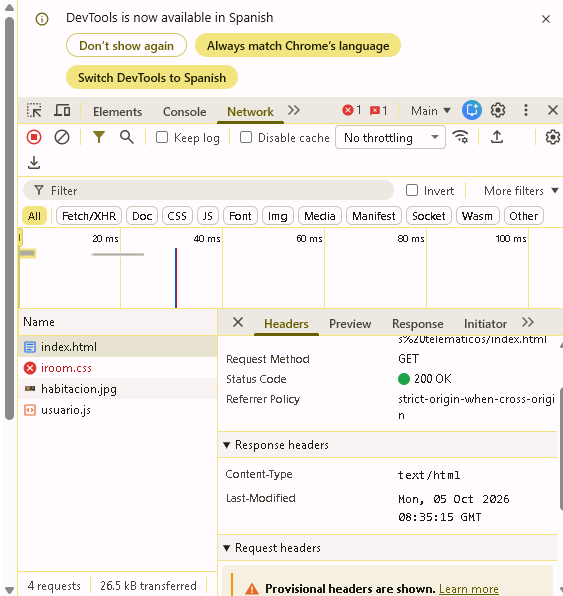 DevTools is now available in Spanish
Don't show again
Always match Chrome's language
Switch DevTools to Spanish
Elements
Console
Network
1
1
Main
Keep log
Disable cache
No throttling
Filter
Invert
More filters
All
Fetch/XHR
Doc
CSS
JS
Font
Img
Media
Manifest
Socket
Wasm
Other
20 ms
40 ms
60 ms
80 ms
100 ms
Name
Headers
Preview
Response
Initiator
index.html
iroom.css
habitacion.jpg
usuario.js
s%20telematicos/index.html
Request Method
GET
Status Code
200 OK
Referrer Policy
strict-origin-when-cross-origi
n
Response headers
Content-Type
text/html
Last-Modified
Mon, 05 Oct 2026
08:35:15 GMT
Request headers
Provisional headers are shown. Learn more
4 requests
26.5 kB transferred